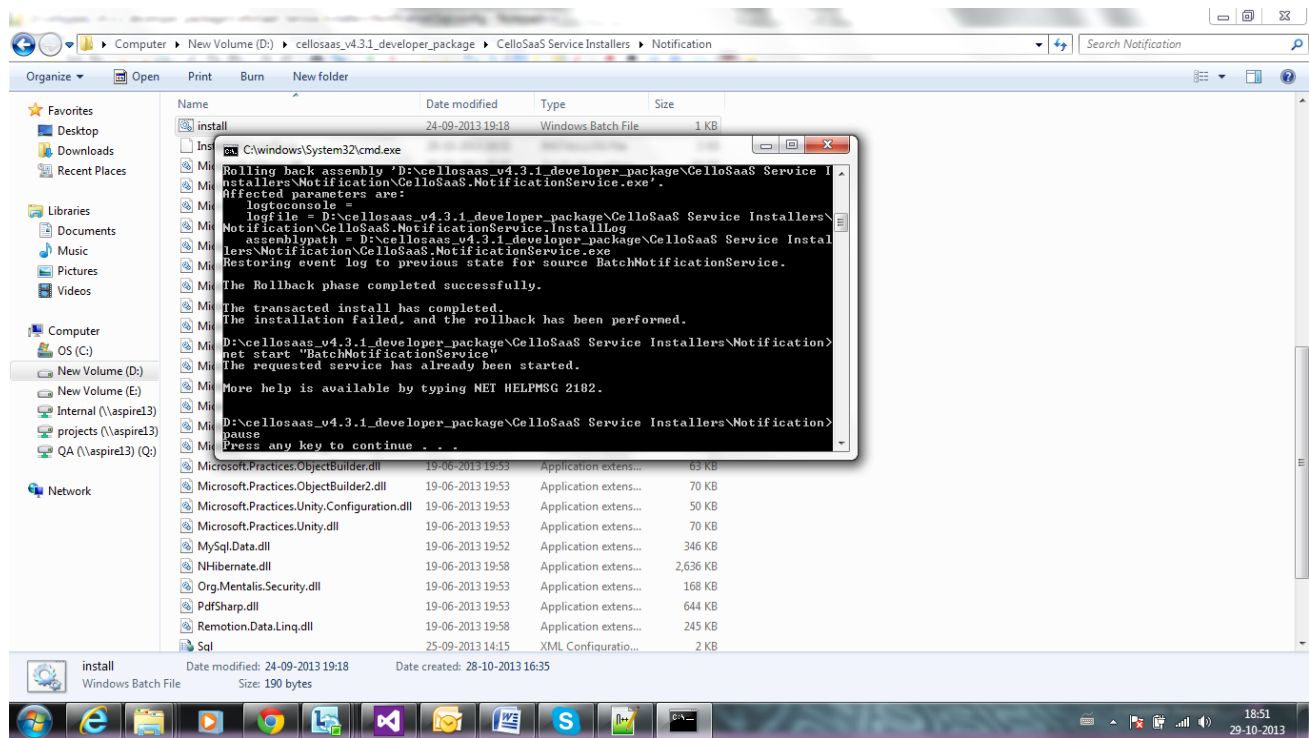 Computer ▸ New Volume (D:) ▸ cellosaas_v4.3.1_developer_package ▸ CelloSaaS Service Installers ▸ Notification
Search Notification
Organize Open Print Burn New folder
Name Date modified Type Size
Favorites
Desktop
Downloads
Recent Places
Libraries
Documents
Music
Pictures
Videos
Computer
OS (C:)
New Volume (D:)
New Volume (E:)
Internal (\\aspire13)
projects (\\aspire13)
QA (\\aspire13) (Q:)
Network
install 24-09-2013 19:18 Windows Batch File 1 KB
C:\windows\System32\cmd.exe
Rolling back assembly 'D:\cellosaas_v4.3.1_developer_package\CelloSaaS Service I
nstallers\Notification\CelloSaaS.NotificationService.exe'.
Affected parameters are:
logtoconsole =
logfile = D:\cellosaas_v4.3.1_developer_package\CelloSaaS Service Installers\
Notification\CelloSaaS.NotificationService.InstallLog
assemblypath = D:\cellosaas_v4.3.1_developer_package\CelloSaaS Service Instal
lers\Notification\CelloSaaS.NotificationService.exe
Restoring event log to previous state for source BatchNotificationService.
The Rollback phase completed successfully.
The transacted install has completed.
The installation failed, and the rollback has been performed.
D:\cellosaas_v4.3.1_developer_package\CelloSaaS Service Installers\Notification>
net start "BatchNotificationService"
The requested service has already been started.
More help is available by typing NET HELPMSG 2182.
D:\cellosaas_v4.3.1_developer_package\CelloSaaS Service Installers\Notification>
pause
Press any key to continue . . .
Microsoft.Practices.ObjectBuilder.dll 19-06-2013 19:53 Application extens... 63 KB
Microsoft.Practices.ObjectBuilder2.dll 19-06-2013 19:53 Application extens... 70 KB
Microsoft.Practices.Unity.Configuration.dll 19-06-2013 19:53 Application extens... 50 KB
Microsoft.Practices.Unity.dll 19-06-2013 19:53 Application extens... 70 KB
MySql.Data.dll 19-06-2013 19:52 Application extens... 346 KB
NHibernate.dll 19-06-2013 19:58 Application extens... 2,636 KB
Org.Mentalis.Security.dll 19-06-2013 19:53 Application extens... 168 KB
PdfSharp.dll 19-06-2013 19:53 Application extens... 644 KB
Remotion.Data.Linq.dll 19-06-2013 19:58 Application extens... 245 KB
Sql 25-09-2013 14:15 XML Configuratio... 2 KB
install Date modified: 24-09-2013 19:18 Date created: 28-10-2013 16:35
Windows Batch File Size: 190 bytes
18:51
29-10-2013